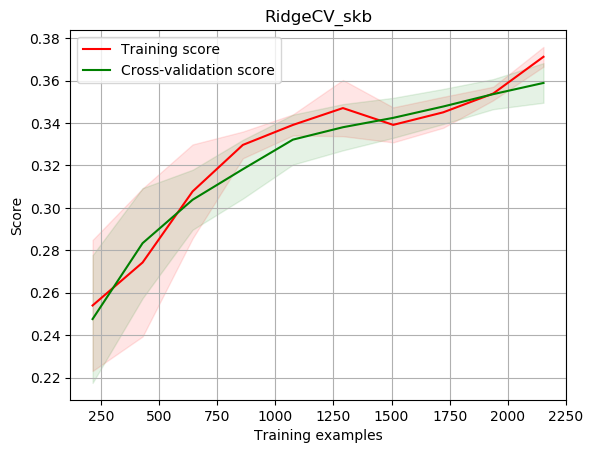 RidgeCV_skb
Training score
Cross-validation score
0.38
0.36
0.34
0.32
0.30
0.28
0.26
0.24
0.22
Score
250 500 750 1000 1250 1500 1750 2000 2250
Training examples